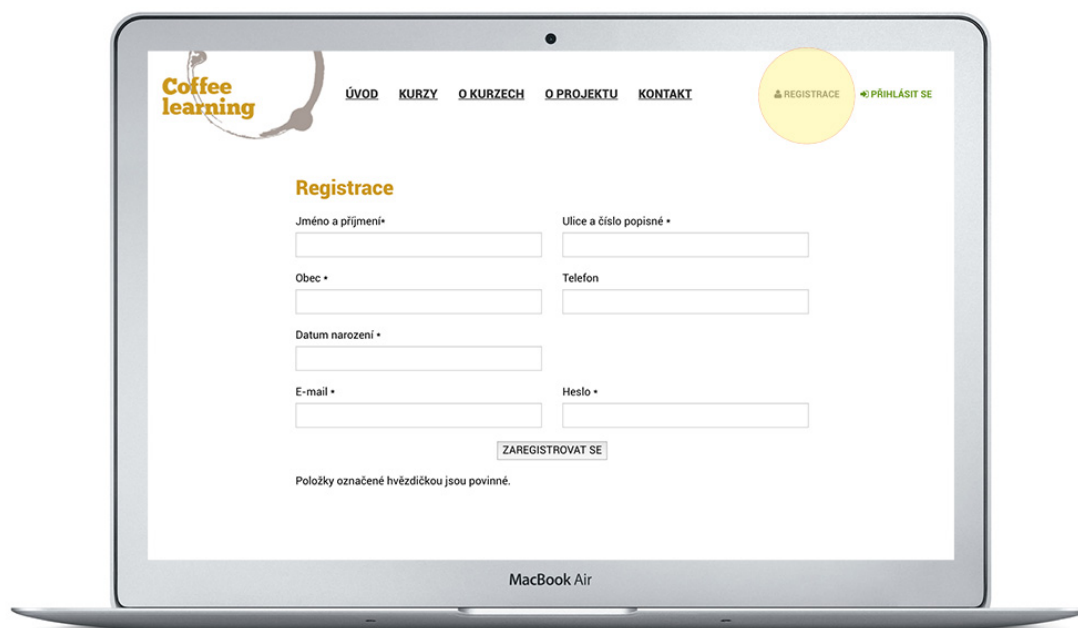 Coffee
learning
ÚVOD KURZY O KURZECH O PROJEKTU KONTAKT REGISTRACE PŘIHLÁSIT SE
Registrace
Jméno a příjmení* Ulice a číslo popisné *
Obec * Telefon
Datum narození *
E-mail * Heslo *
ZAREGISTROVAT SE
Položky označené hvězdičkou jsou povinné.
MacBook Air